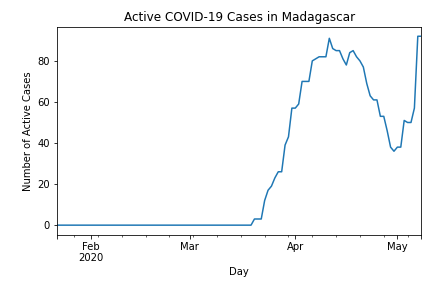 Active COVID-19 Cases in Madagascar
Number of Active Cases
80
60
40
20
0
Feb
2020
Mar
Apr
May
Day